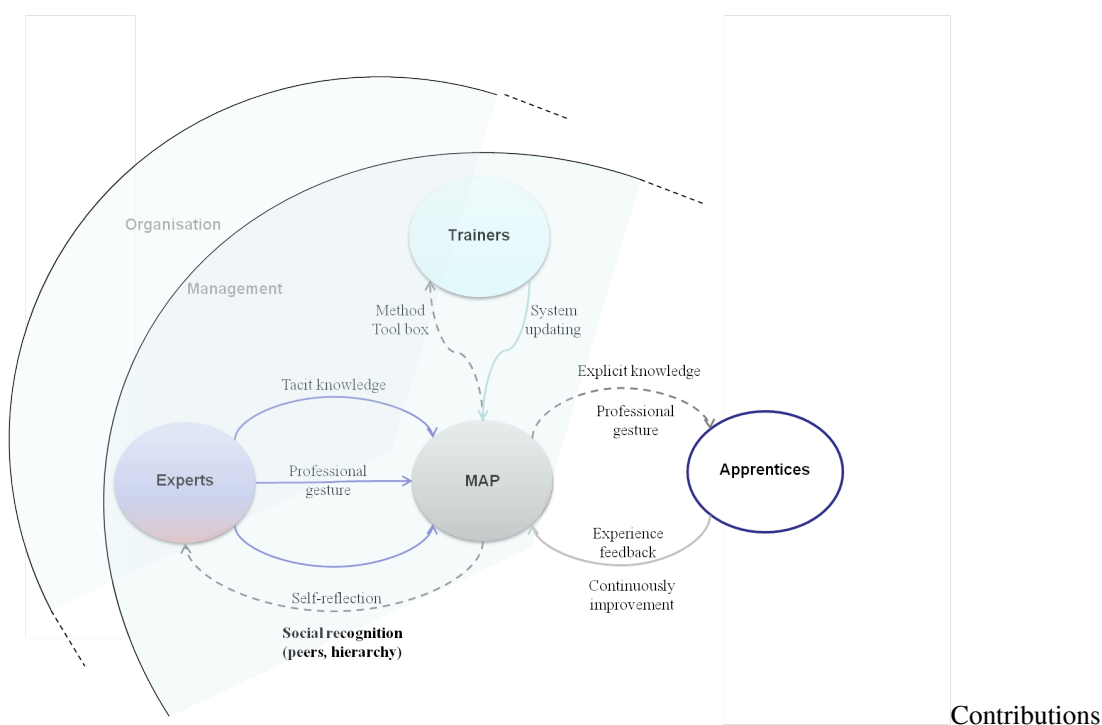 Organisation
Trainers
Management
Method
Tool box
System
updating
Explicit knowledge
Tacit knowledge
Professional
gesture
Apprentices
Experts
Professional
gesture
MAP
Experience
feedback
Continuously
improvement
Self-reflection
Social recognition
(peers, hierarchy)
Contributions